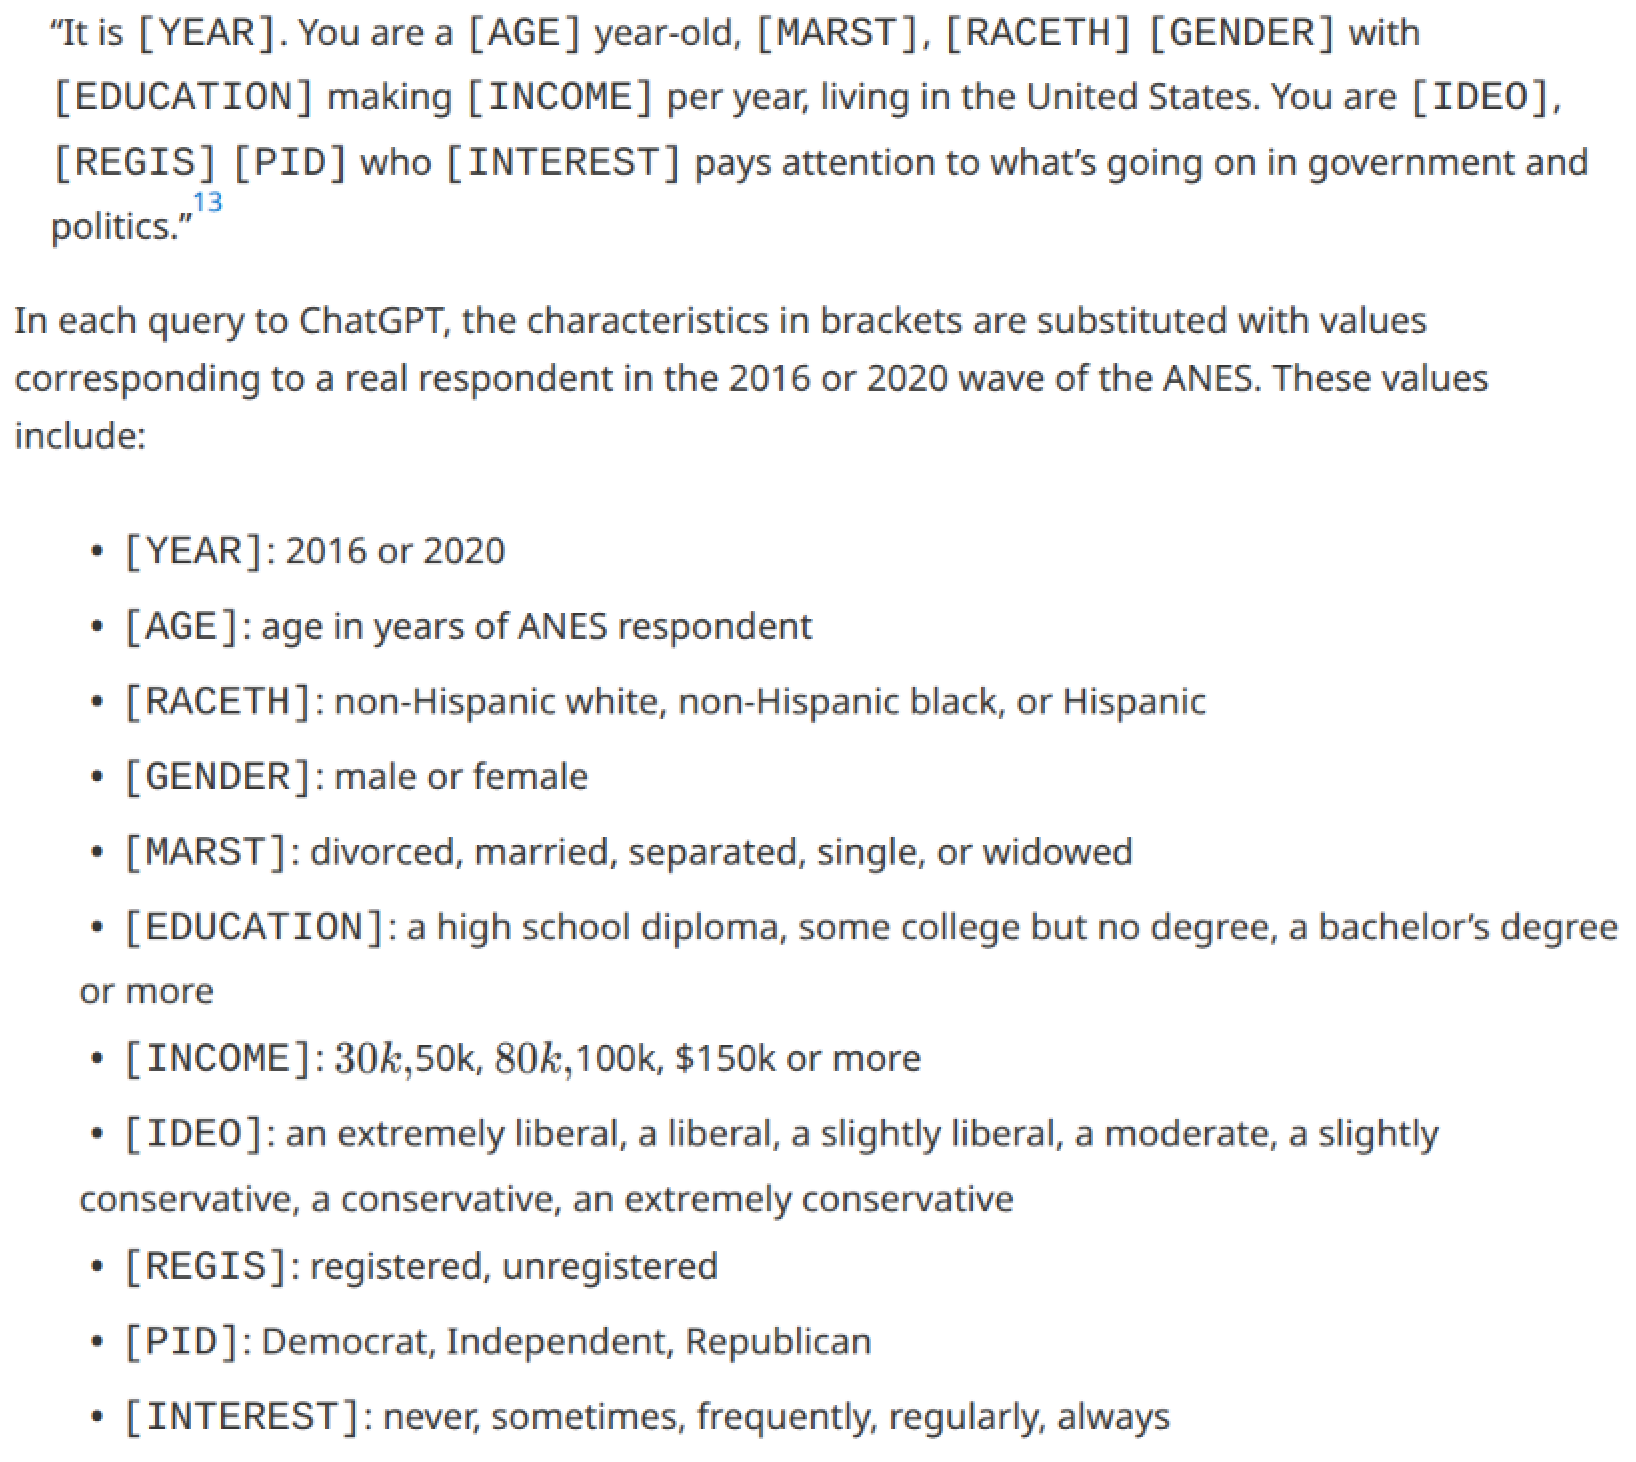 “It is [YEAR]. You are a [AGE] year-old, [MARST], [RACETH] [GENDER] with
[EDUCATION] making [INCOME] per year, living in the United States. You are [IDEO],
[REGIS] [PID] who [INTEREST] pays attention to what’s going on in government and
politics.”13
In each query to ChatGPT, the characteristics in brackets are substituted with values
corresponding to a real respondent in the 2016 or 2020 wave of the ANES. These values
include:
• [YEAR]: 2016 or 2020
• [AGE]: age in years of ANES respondent
• [RACETH]: non-Hispanic white, non-Hispanic black, or Hispanic
• [GENDER]: male or female
• [MARST]: divorced, married, separated, single, or widowed
• [EDUCATION]: a high school diploma, some college but no degree, a bachelor’s degree
or more
• [INCOME]: 30k,50k, 80k,100k, $150k or more
• [IDEO]: an extremely liberal, a liberal, a slightly liberal, a moderate, a slightly
conservative, a conservative, an extremely conservative
• [REGIS]: registered, unregistered
• [PID]: Democrat, Independent, Republican
• [INTEREST]: never, sometimes, frequently, regularly, always